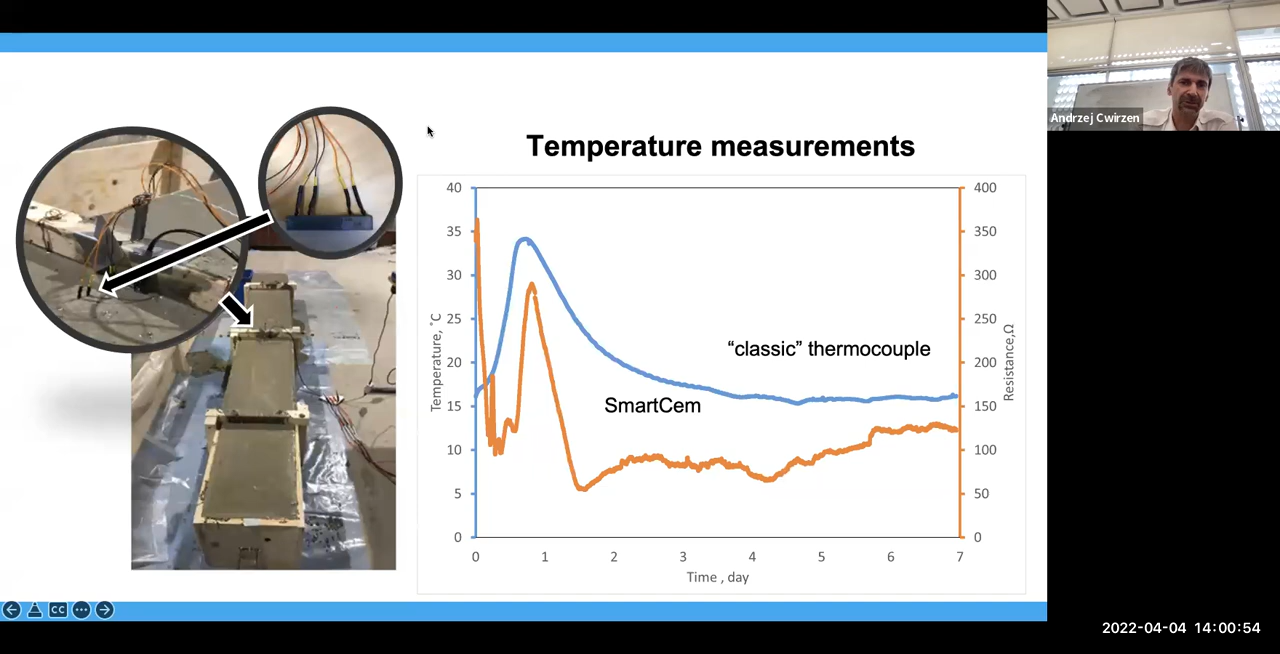 Andrzej Cwirzen
Temperature measurements
40
35
30
25
20
15
10
5
0
Temperature, ˚C
400
350
300
250
200
150
100
50
0
Resistance,Ω
“classic” thermocouple
SmartCem
0 1 2 3 4 5 6 7
Time , day
CC
2022-04-04 14:00:54